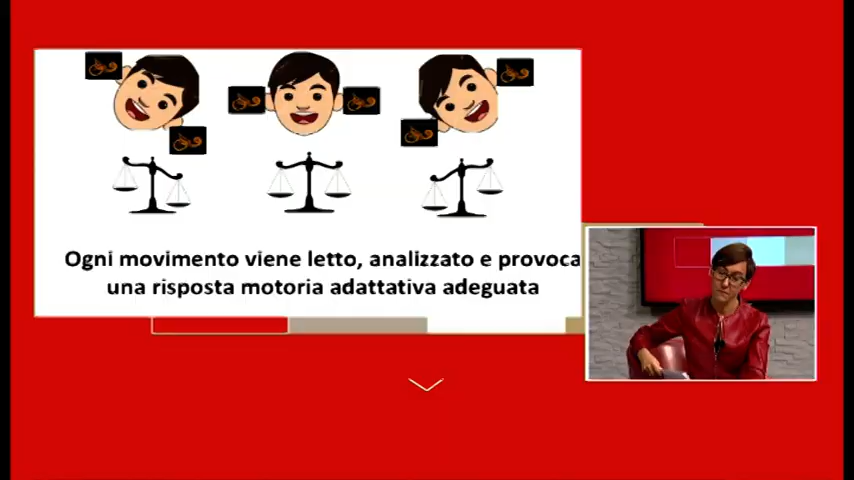 Ogni movimento viene letto, analizzato e provoca
una risposta motoria adattativa adeguata